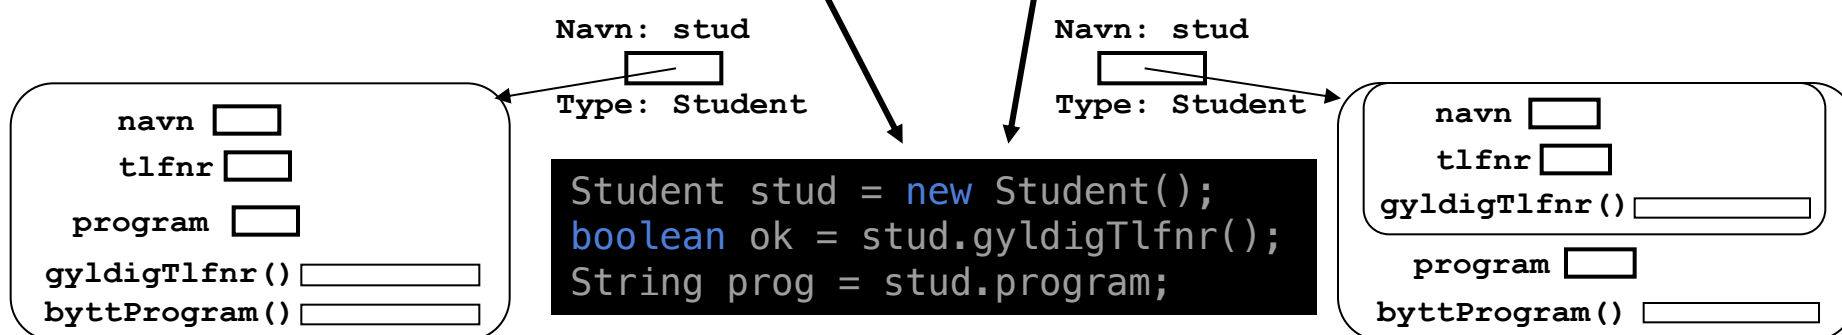 Navn: stud
Type: Student
navn
tlfnr
program
gyldigTlfnr()
byttProgram()
Student stud = new Student();
boolean ok = stud.gyldigTlfnr();
String prog = stud.program;
Navn: stud
Type: Student
navn
tlfnr
gyldigTlfnr()
program
byttProgram()